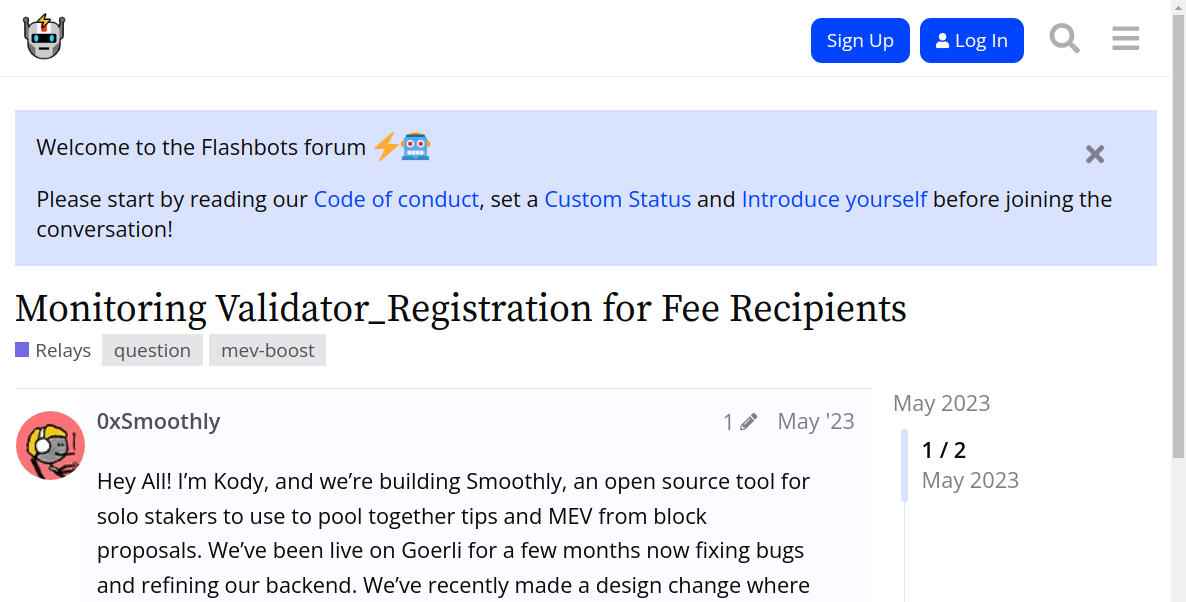 Sign Up
Log In
Welcome to the Flashbots forum
Please start by reading our Code of conduct, set a Custom Status and Introduce yourself before joining the
conversation!
Monitoring Validator_Registration for Fee Recipients
Relays question mev-boost
0xSmoothly 1 May '23
Hey All! I’m Kody, and we’re building Smoothly, an open source tool for
solo stakers to use to pool together tips and MEV from block
proposals. We’ve been live on Goerli for a few months now fixing bugs
and refining our backend. We’ve recently made a design change where
May 2023
1 / 2
May 2023